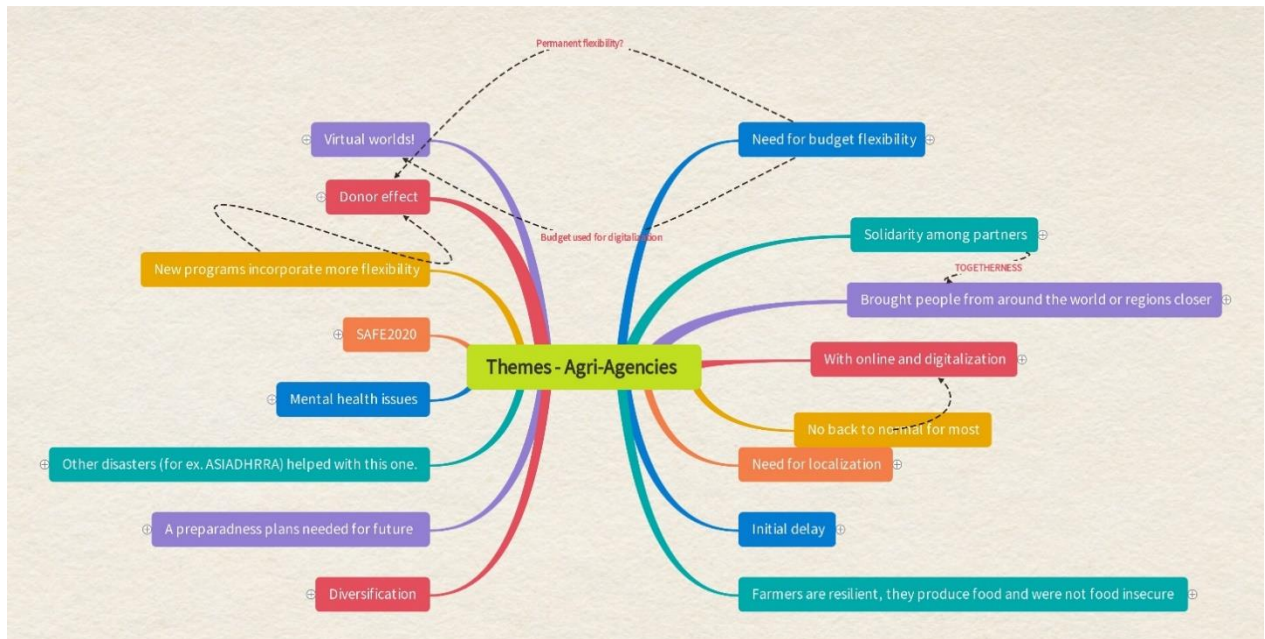 Permanent flexibility?
Virtual worlds!
Need for budget flexibility
Donor effect
Solidarity among partners
Budget used for digitalization
New programs incorporate more flexibility
TOGETHERNESS
Brought people from around the world or regions closer
SAFE2020
Themes - Agri-Agencies
With online and digitalization
Mental health issues
No back to normal for most
Other disasters (for ex. ASIADHRRA) helped with this one.
Need for localization
A preparadness plans needed for future
Initial delay
Diversification
Farmers are resilient, they produce food and were not food insecure